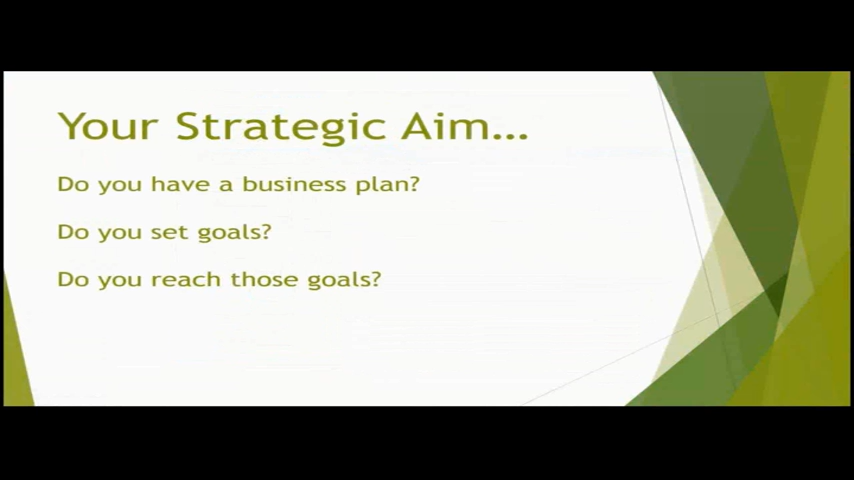 Your Strategic Aim...
Do you have a business plan?
Do you set goals?
Do you reach those goals?